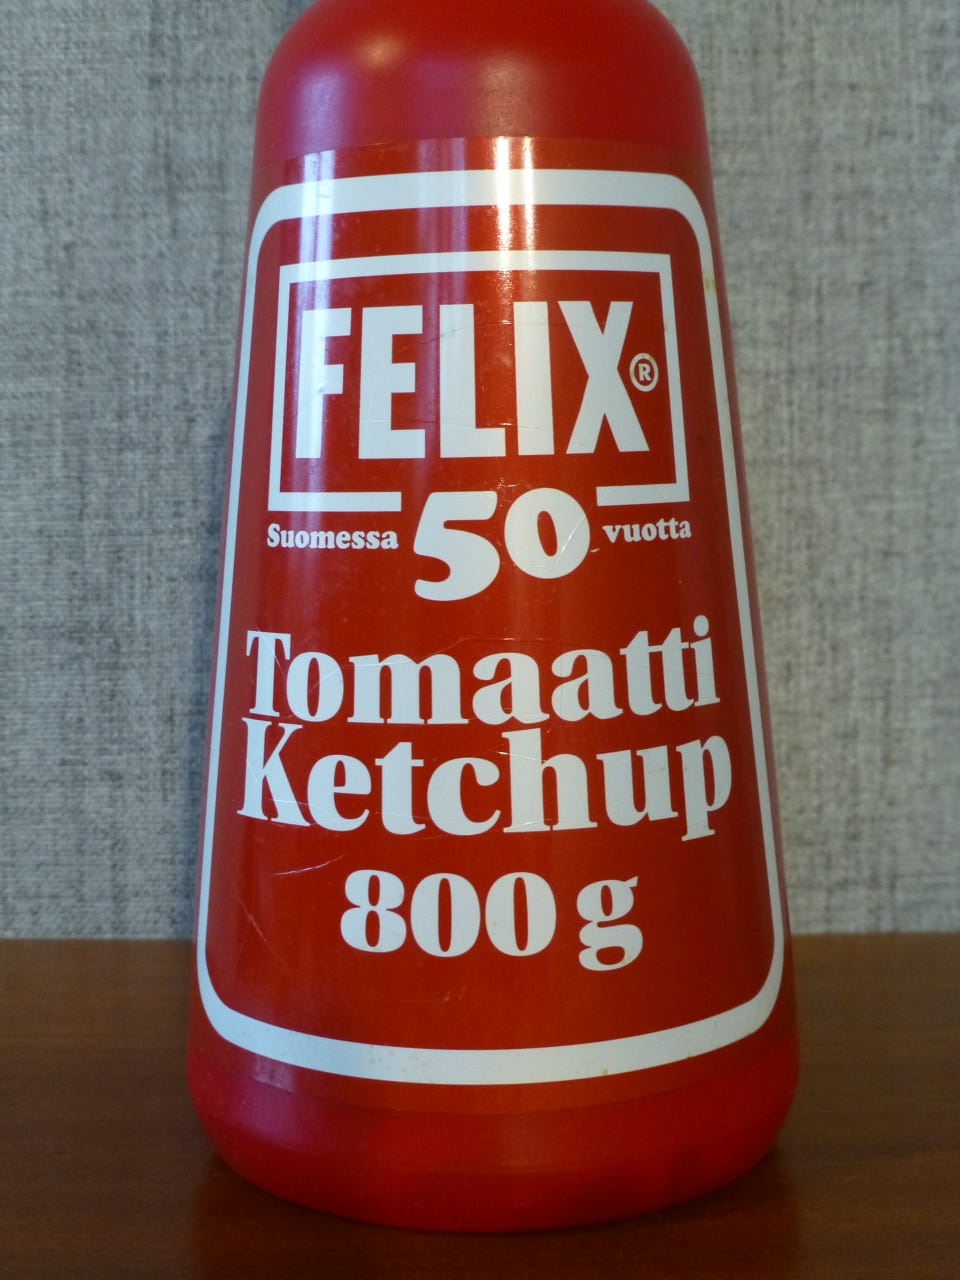 FELIX®
Suomessa 50 vuotta
Tomaatti
Ketchup
800 g